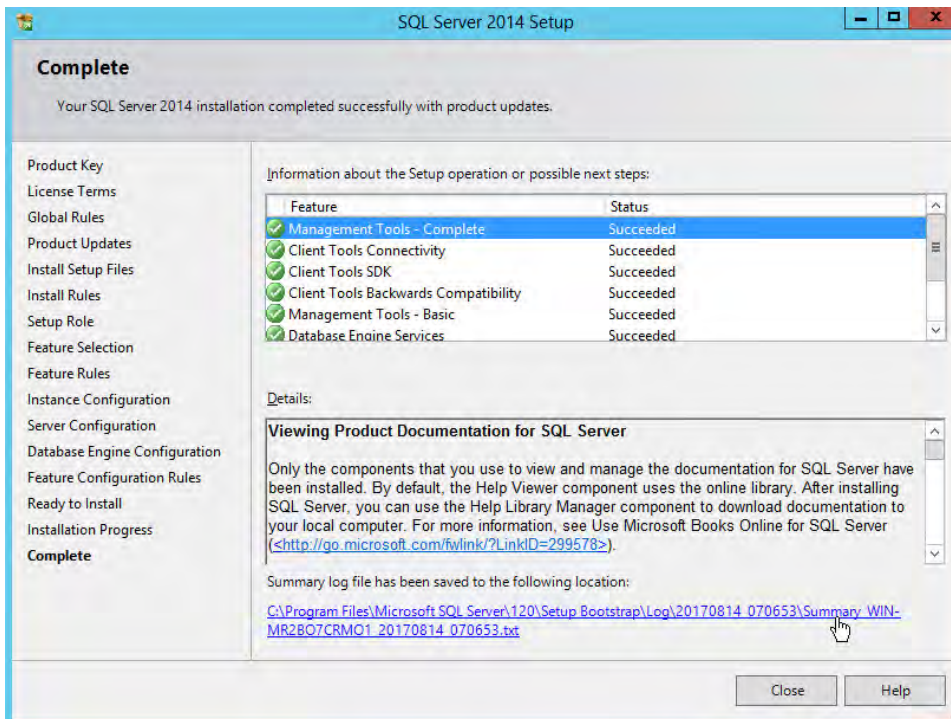 SQL Server 2014 Setup
Complete
Your SQL Server 2014 installation completed successfully with product updates.
Product Key
License Terms
Global Rules
Product Updates
Install Setup Files
Install Rules
Setup Role
Feature Selection
Feature Rules
Instance Configuration
Server Configuration
Database Engine Configuration
Feature Configuration Rules
Ready to Install
Installation Progress
Complete
Information about the Setup operation or possible next steps:
Feature Status
Management Tools - Complete Succeeded
Client Tools Connectivity Succeeded
Client Tools SDK Succeeded
Client Tools Backwards Compatibility Succeeded
Management Tools - Basic Succeeded
Database Engine Services Succeeded
Details:
Viewing Product Documentation for SQL Server
Only the components that you use to view and manage the documentation for SQL Server have
been installed. By default, the Help Viewer component uses the online library. After installing
SQL Server, you can use the Help Library Manager component to download documentation to
your local computer. For more information, see Use Microsoft Books Online for SQL Server
(<http://go.microsoft.com/fwlink/?LinkID=299578>).
Summary log file has been saved to the following location:
C:\Program Files\Microsoft SQL Server\120\Setup Bootstrap\Log\20170814_070653\Summary_WIN-
MR2BO7CRMO1_20170814_070653.txt
Close Help